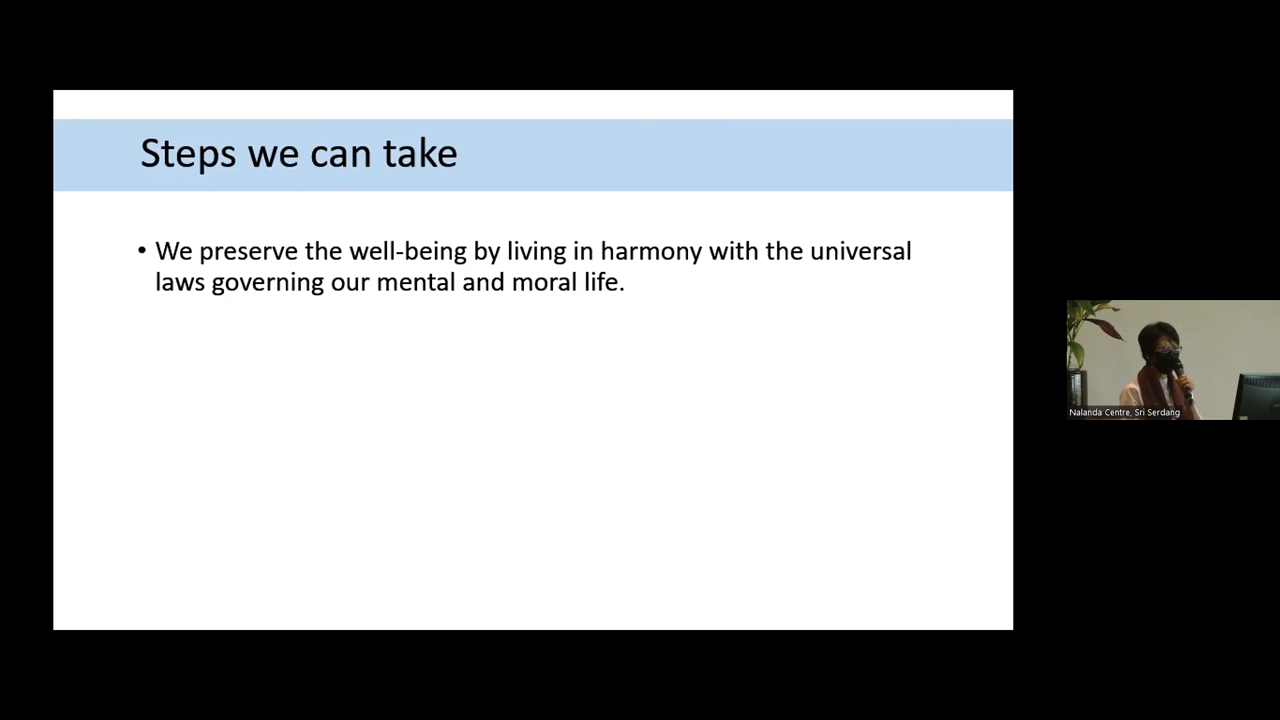 Steps we can take
• We preserve the well-being by living in harmony with the universal
laws governing our mental and moral life.
Nalanda Centre, Sri Serdang